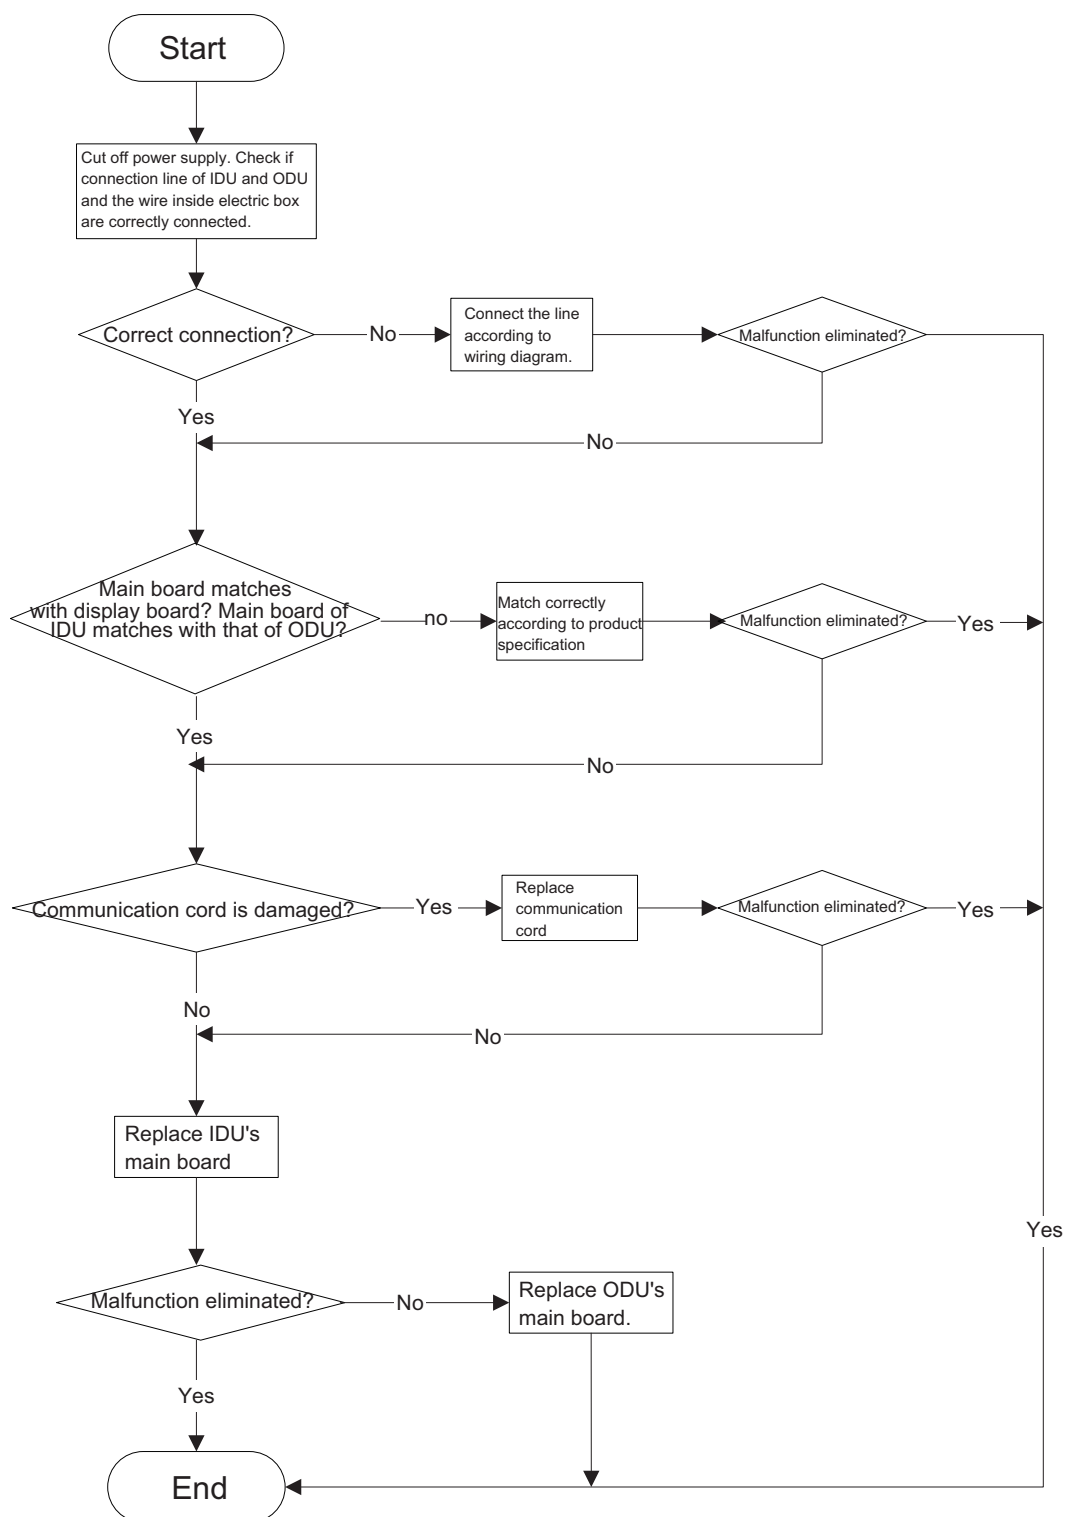 Start
Cut off power supply. Check if
connection line of IDU and ODU
and the wire inside electric box
are correctly connected.
Correct connection?
No
Connect the line
according to
wiring diagram.
Malfunction eliminated?
Yes
No
Main board matches
with display board? Main board of
IDU matches with that of ODU?
no
Match correctly
according to product
specification
Malfunction eliminated?
Yes
Yes
No
Communication cord is damaged?
Yes
Replace
communication
cord
Malfunction eliminated?
Yes
No
No
Replace IDU's
main board
Yes
Malfunction eliminated?
No
Replace ODU's
main board.
Yes
End